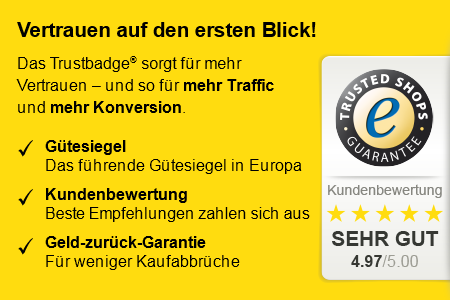 Vertrauen auf den ersten Blick!
Das Trustbadge® sorgt für mehr
Vertrauen – und so für mehr Traffic
und mehr Konversion.
✓ Gütesiegel
Das führende Gütesiegel in Europa
✓ Kundenbewertung
Beste Empfehlungen zahlen sich aus
✓ Geld-zurück-Garantie
Für weniger Kaufabbrüche
TRUSTED SHOPS
e
GUARANTEE
Kundenbewertung
★★★★★
SEHR GUT
4.97/5.00